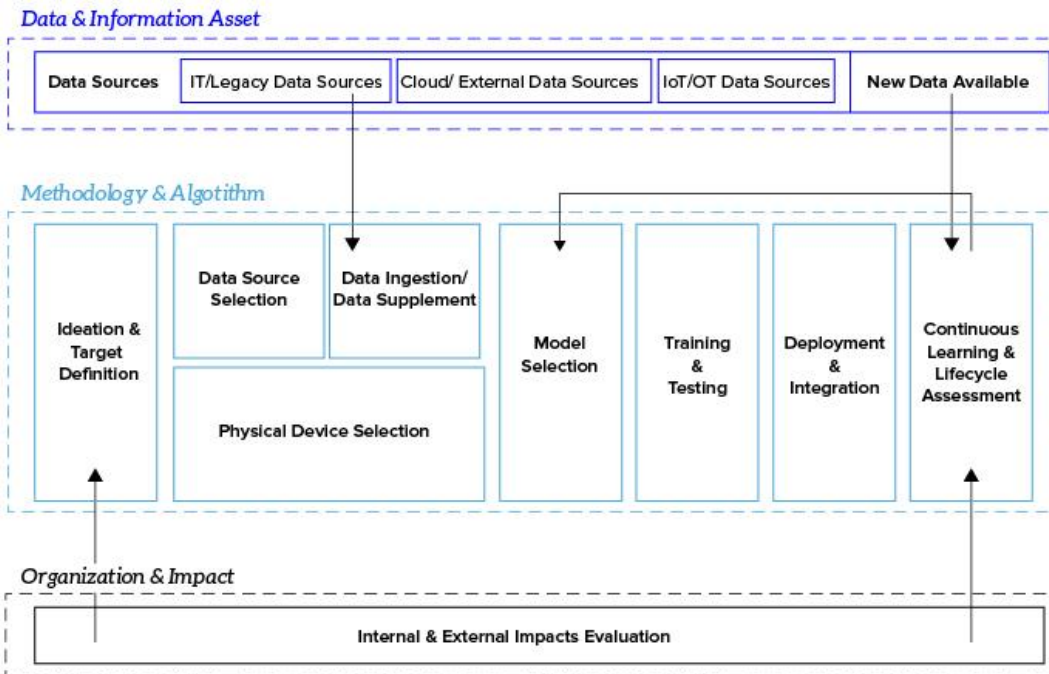 Data & Information Asset
Data Sources
IT/Legacy Data Sources
Cloud/ External Data Sources
IoT/OT Data Sources
New Data Available
Methodology & Algotithm
Ideation &
Target
Definition
Data Source
Selection
Data Ingestion/
Data Supplement
Physical Device Selection
Model
Selection
Training
&
Testing
Deployment
&
Integration
Continuous
Learning &
Lifecycle
Assessment
Organization & Impact
Internal & External Impacts Evaluation